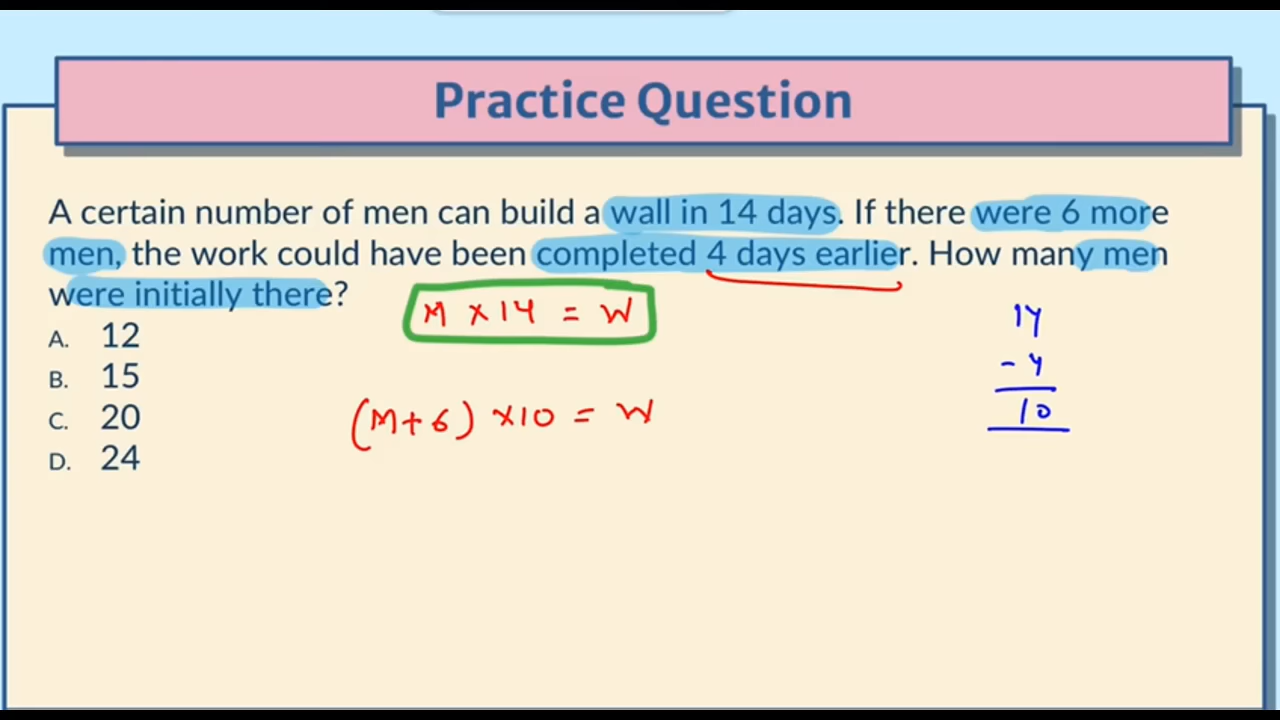 Practice Question
A certain number of men can build a wall in 14 days. If there were 6 more
men, the work could have been completed 4 days earlier. How many men
were initially there?
M × 14 = W
A. 12
B. 15
C. 20
D. 24
(M+6) ×10 = W
14
- 4
10